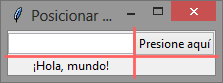 Posicionar ...
Presione aquí
¡Hola, mundo!